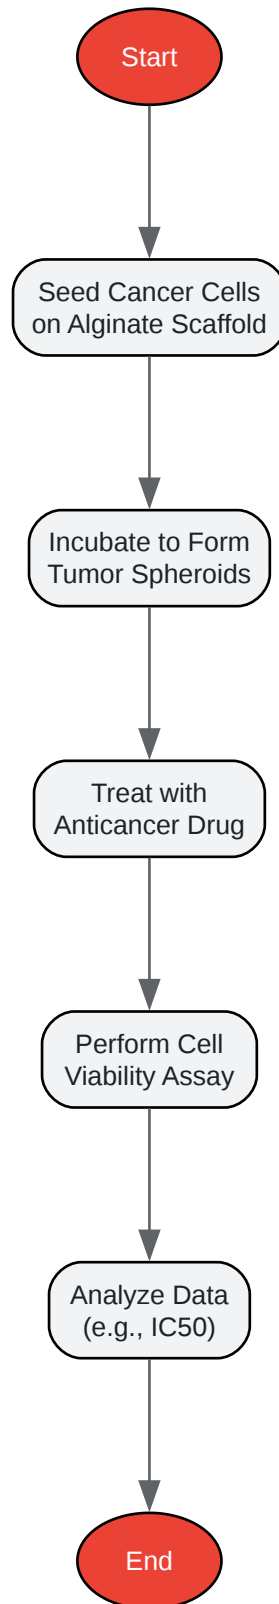 Start
Seed Cancer Cells
on Alginate Scaffold
Incubate to Form
Tumor Spheroids
Treat with
Anticancer Drug
Perform Cell
Viability Assay
Analyze Data
(e.g., IC50)
End